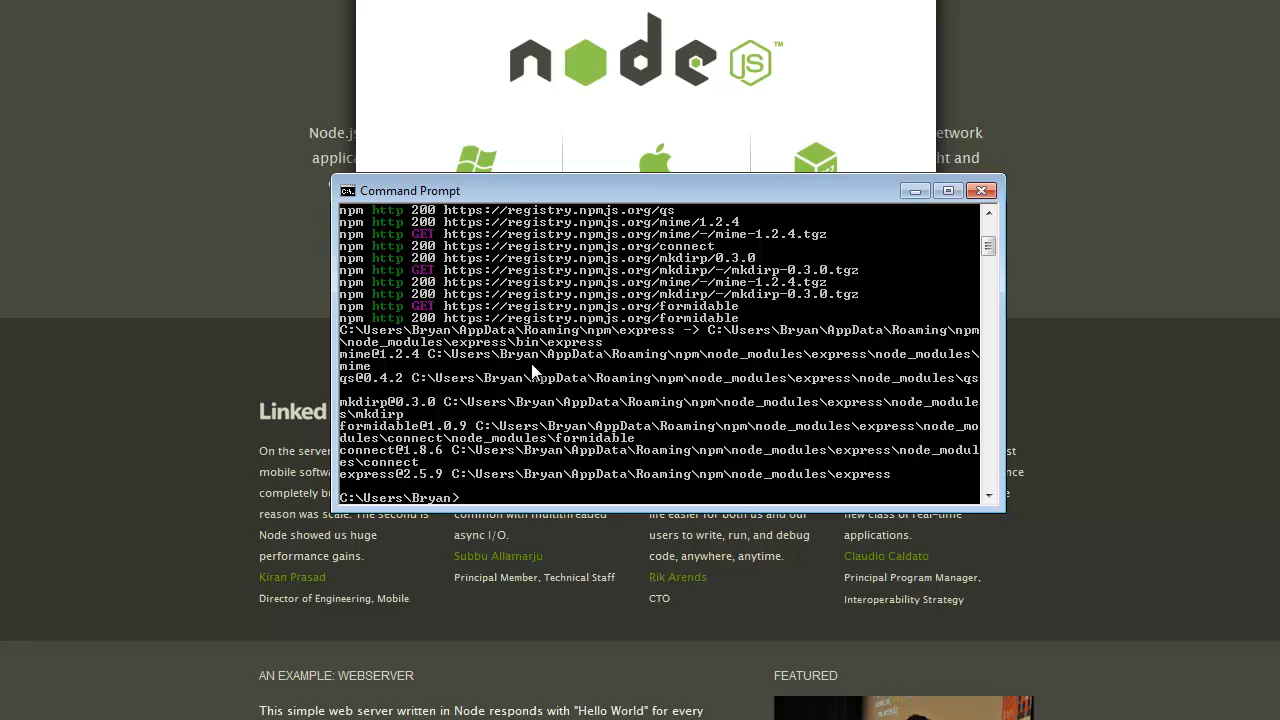 node
JS
TM
Node.js
etwork
applica
ht and
Command Prompt
C:\.
npm http 200 https://registry.npmjs.org/qs
npm http 200 https://registry.npmjs.org/mime/1.2.4
npm http GET https://registry.npmjs.org/mime/-/mime-1.2.4.tgz
npm http 200 https://registry.npmjs.org/connect
npm http 200 https://registry.npmjs.org/mkdirp/0.3.0
npm http GET https://registry.npmjs.org/mkdirp/-/mkdirp-0.3.0.tgz
npm http 200 https://registry.npmjs.org/mime/-/mime-1.2.4.tgz
npm http 200 https://registry.npmjs.org/mkdirp/-/mkdirp-0.3.0.tgz
npm http GET https://registry.npmjs.org/formidable
npm http 200 https://registry.npmjs.org/formidable
C:\Users\Bryan\AppData\Roaming\npm\express -> C:\Users\Bryan\AppData\Roaming\npm
\node_modules\express\bin\express
mime@1.2.4 C:\Users\Bryan\AppData\Roaming\npm\node_modules\express\node_modules\
mime
qs@0.4.2 C:\Users\Bryan\AppData\Roaming\npm\node_modules\express\node_modules\qs
mkdirp@0.3.0 C:\Users\Bryan\AppData\Roaming\npm\node_modules\express\node_module
s\mkdirp
formidable@1.0.9 C:\Users\Bryan\AppData\Roaming\npm\node_modules\express\node_mo
dules\connect\node_modules\formidable
connect@1.8.6 C:\Users\Bryan\AppData\Roaming\npm\node_modules\express\node_modul
es\connect
express@2.5.9 C:\Users\Bryan\AppData\Roaming\npm\node_modules\express
C:\Users\Bryan>
Linked
On the server
mobile softwa
completely bu
reason was scale. The second is
Node showed us huge
performance gains.
Kiran Prasad
Director of Engineering, Mobile
common with multithreaded
async I/O.
Subbu Allamarju
Principal Member, Technical Staff
life easier for both us and our
users to write, run, and debug
code, anywhere, anytime.
Rik Arends
CTO
st
ince
e
new class of real-time
applications.
Claudio Caldato
Principal Program Manager,
Interoperability Strategy
AN EXAMPLE: WEBSERVER
This simple web server written in Node responds with "Hello World" for every
FEATURED